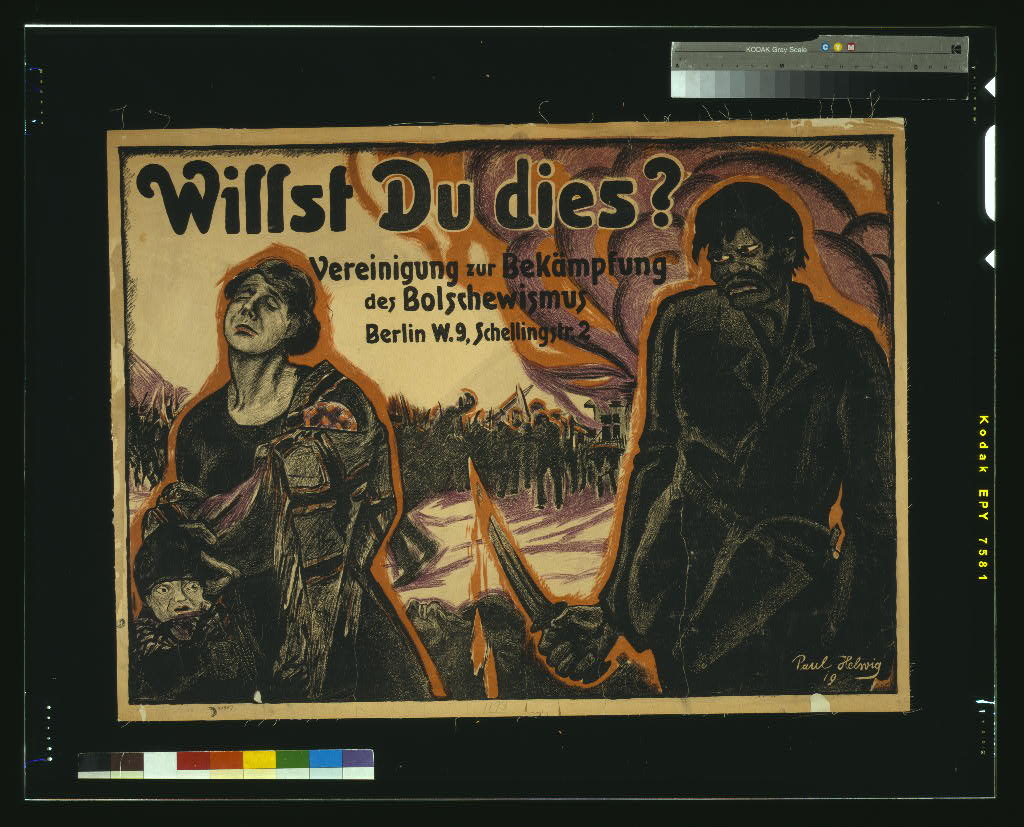 KODAK Gray Scale
C Y M
Willst Du dies?
Vereinigung zur Bekämpfung
des Bolschewismus
Berlin W.9, Schellingstr. 2
Kodak EPY 7581
Paul Helwig
19